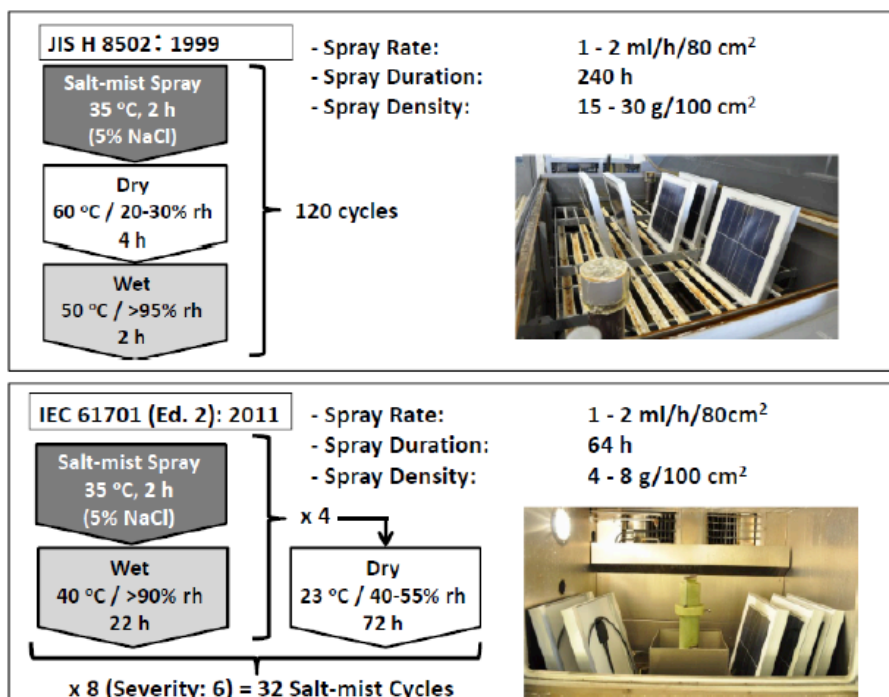 JIS H 8502: 1999
- Spray Rate: 1 - 2 ml/h/80 cm²
- Spray Duration: 240 h
- Spray Density: 15 - 30 g/100 cm²
Salt-mist Spray
35 °C, 2 h
(5% NaCl)
Dry
60 °C / 20-30% rh
4 h
Wet
50 °C / >95% rh
2 h
120 cycles
IEC 61701 (Ed. 2): 2011
- Spray Rate: 1 - 2 ml/h/80cm²
- Spray Duration: 64 h
- Spray Density: 4 - 8 g/100 cm²
Salt-mist Spray
35 °C, 2 h
(5% NaCl)
Wet
40 °C / >90% rh
22 h
x 4
Dry
23 °C / 40-55% rh
72 h
x 8 (Severity: 6) = 32 Salt-mist Cycles